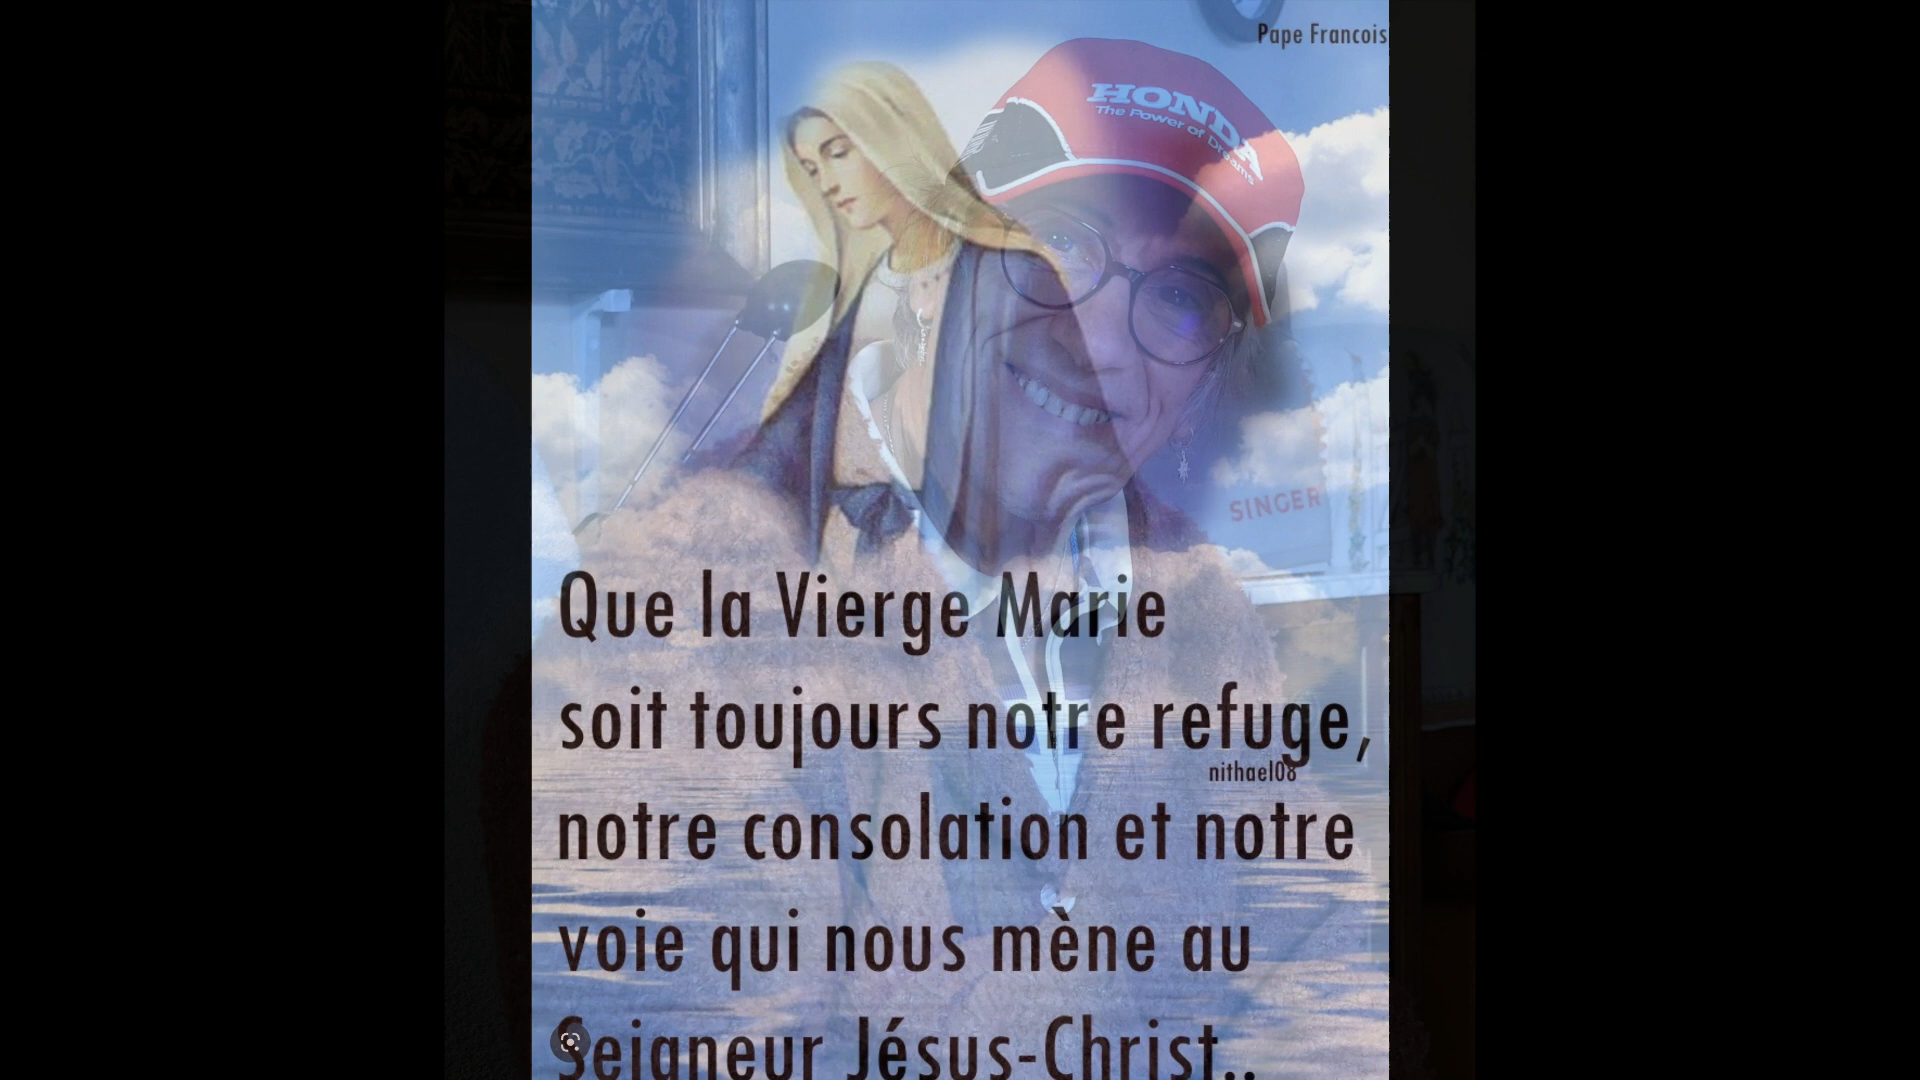 Pape Francois
HONDA
The Power of Dreams
SINGER
Que la Vierge Marie
soit toujours notre refuge,
nithael08
notre consolation et notre
voie qui nous mène au
Seigneur Jésus-Christ..